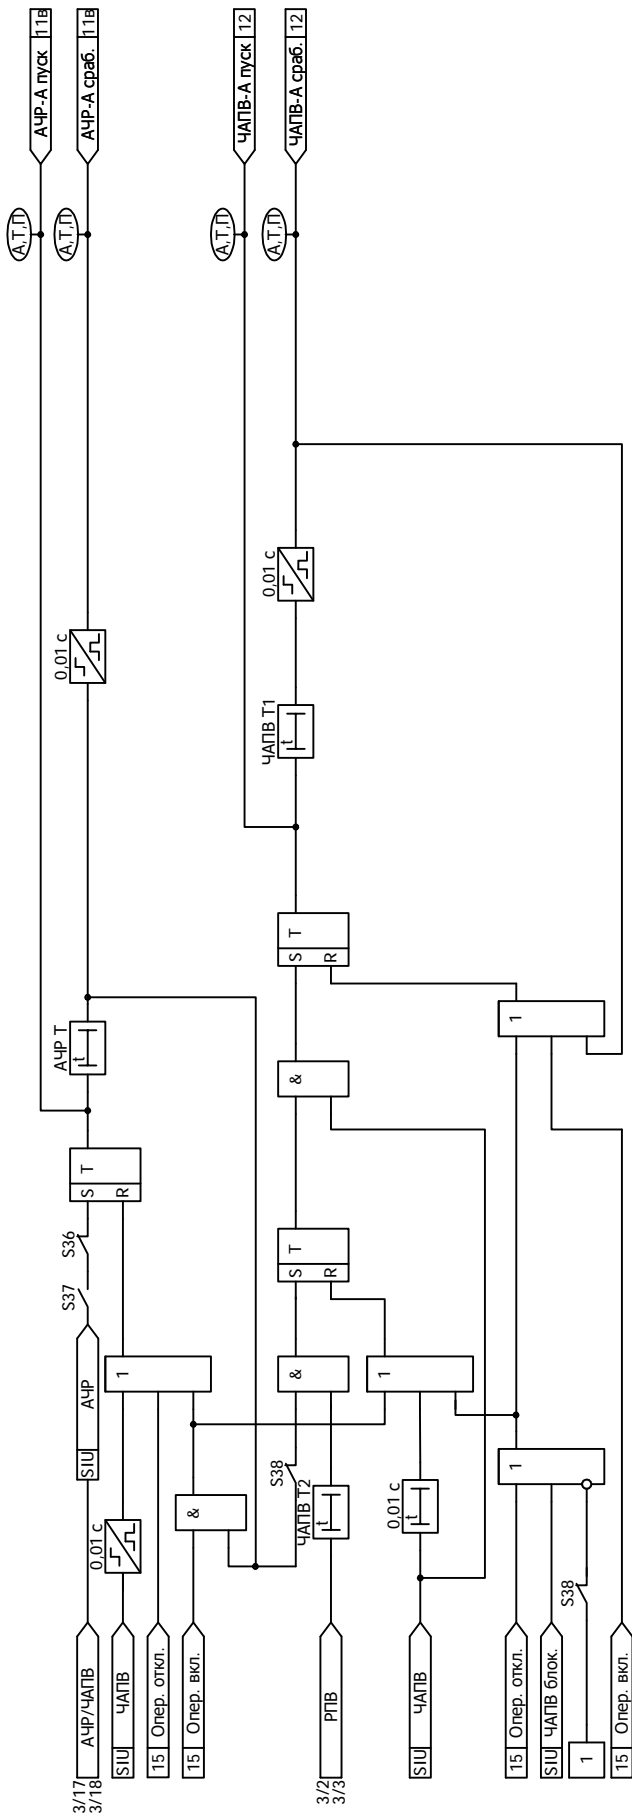 3/17
3/18
АЧР/ЧАПВ
SIU АЧР
S37
S36
S T
R
АЧР Т
t
А,Т,П
АЧР-А пуск 11в
0,01 с
А,Т,П
АЧР-А сраб. 11в
SIU ЧАПВ
0,01 с
1
15 Опер. откл.
15 Опер. вкл.
&
3/2
3/3
РПВ
ЧАПВ Т2
t
S38
&
S T
R
&
S T
R
ЧАПВ Т1
t
0,01 с
А,Т,П
ЧАПВ-А пуск 12
А,Т,П
ЧАПВ-А сраб. 12
SIU ЧАПВ
0,01 с
t
1
15 Опер. откл.
SIU ЧАПВ блок.
1
S38
1
1
15 Опер. вкл.